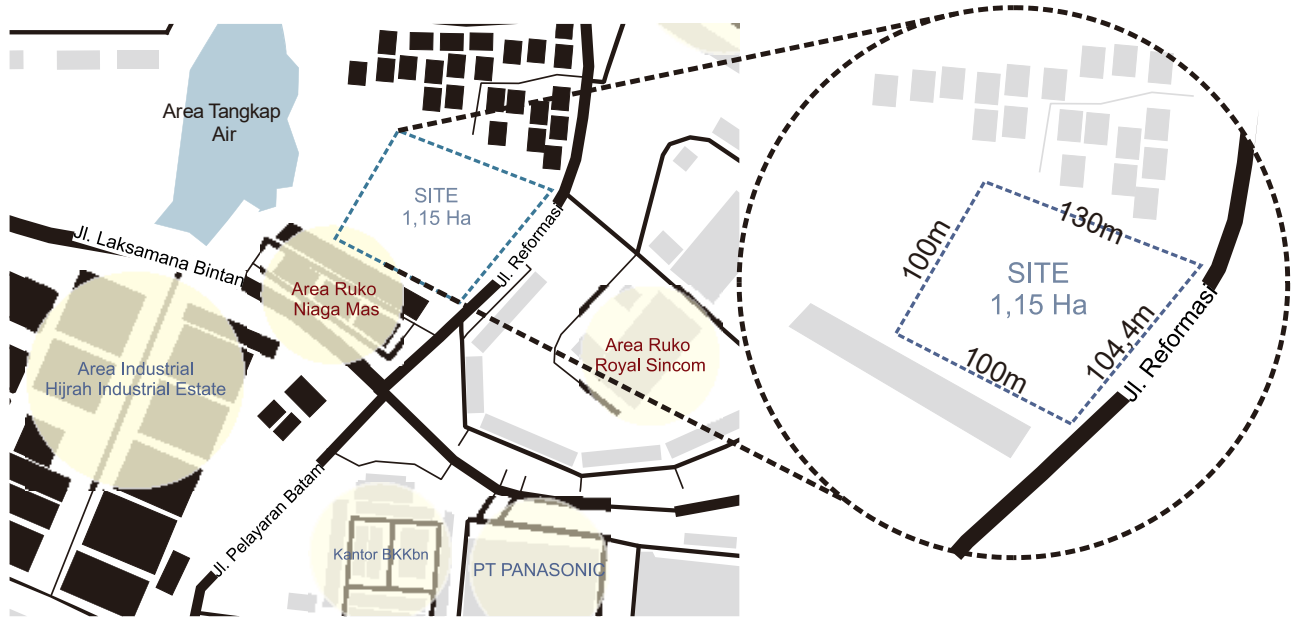 Area Tangkap
Air
SITE
1,15 Ha
Jl. Reformasi
Jl. Laksamana Bintan
Area Ruko
Niaga Mas
Area Industrial
Hijrah Industrial Estate
Area Ruko
Royal Sincom
Jl. Pelayaran Batam
Kantor BKKbn
PT PANASONIC
130m
100m
SITE
1,15 Ha
104.4m
100m
Jl. Reformasi